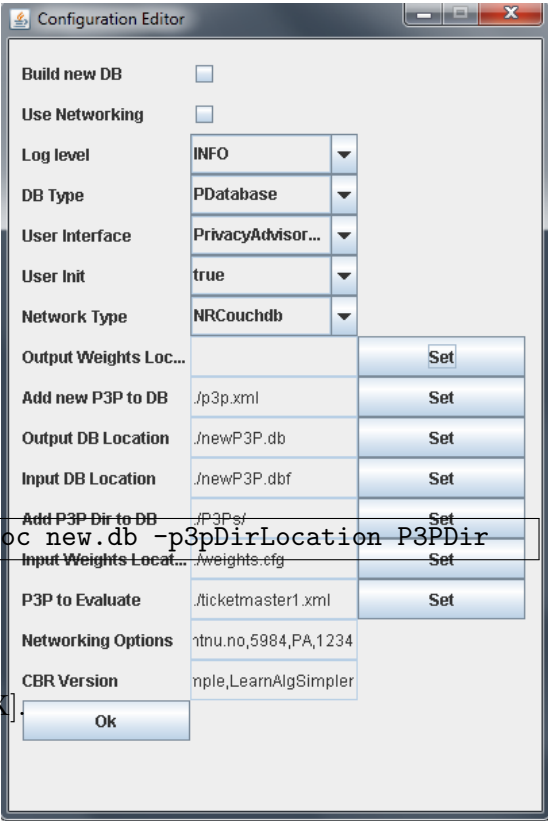 Configuration Editor
Build new DB
Use Networking
Log level INFO
DB Type PDatabase
User Interface PrivacyAdvisor...
User Init true
Network Type NRCouchdb
Output Weights Loc... Set
Add new P3P to DB ./p3p.xml Set
Output DB Location ./newP3P.db Set
Input DB Location ./newP3P.dbf Set
Add P3P Dir to DB ./P3Ps/ Set
oc new.db -p3pDirLocation P3PDir
Input Weights Locat... ./weights.cfg Set
P3P to Evaluate ./ticketmaster1.xml Set
Networking Options ntnu.no,5984,PA,1234
CBR Version mple,LearnAlgSimpler
].
Ok